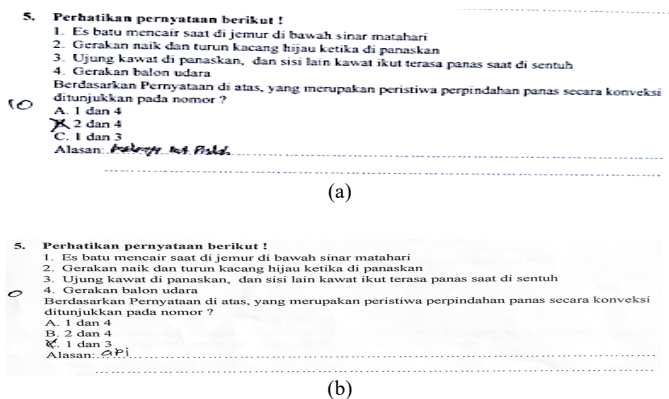 5. Perhatikan pernyataan berikut !
1. Es batu mencair saat di jemur di bawah sinar matahari
2. Gerakan naik dan turun kacang hijau ketika di panaskan
3. Ujung kawat di panaskan, dan sisi lain kawat ikut terasa panas saat di sentuh
4. Gerakan balon udara
Berdasarkan Pernyataan di atas, yang merupakan peristiwa perpindahan panas secara konveksi
ditunjukkan pada nomor ?
10
A. 1 dan 4
B. 2 dan 4
C. 1 dan 3
Alasan:
(a)
5. Perhatikan pernyataan berikut !
1. Es batu mencair saat di jemur di bawah sinar matahari
2. Gerakan naik dan turun kacang hijau ketika di panaskan
3. Ujung kawat di panaskan, dan sisi lain kawat ikut terasa panas saat di sentuh
0
4. Gerakan balon udara
Berdasarkan Pernyataan di atas, yang merupakan peristiwa perpindahan panas secara konveksi
ditunjukkan pada nomor ?
A. 1 dan 4
B. 2 dan 4
C. 1 dan 3
Alasan: api
(b)